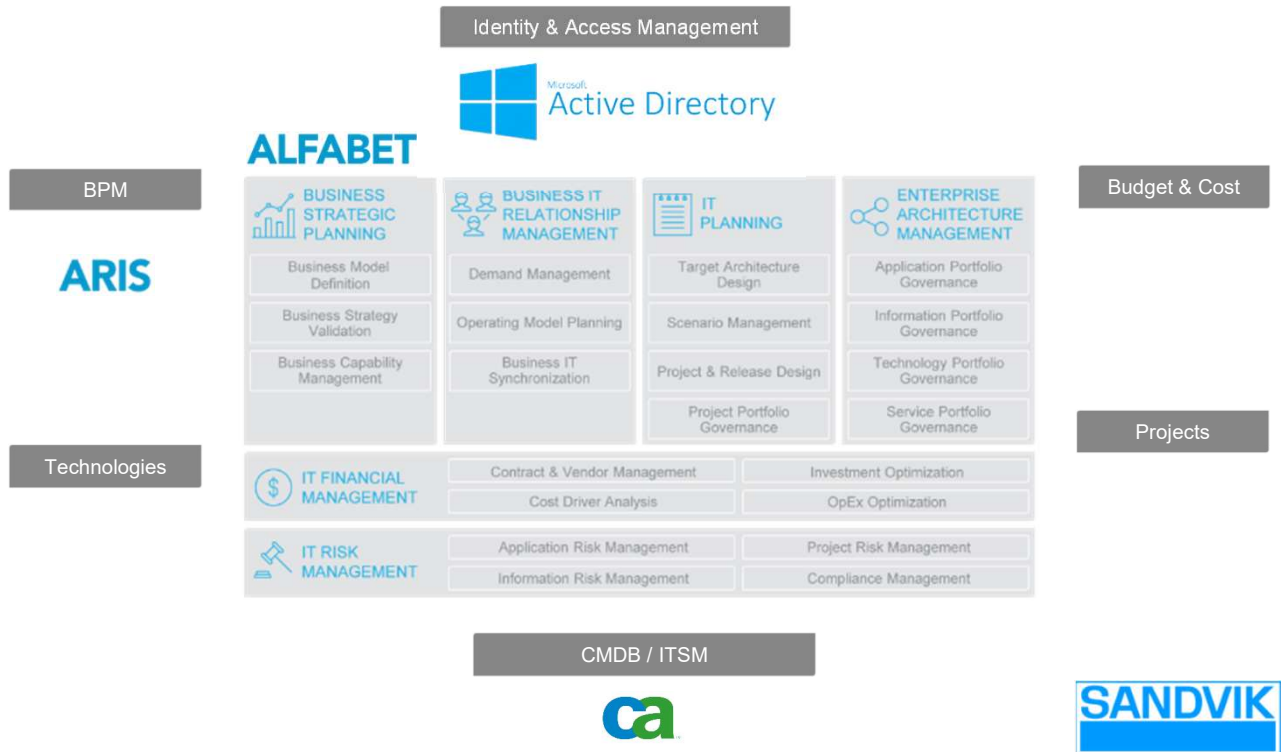 Identity & Access Management
Microsoft
Active Directory
ALFABET
BPM
ARIS
Technologies
BUSINESS
STRATEGIC
PLANNING
Business Model
Definition
Business Strategy
Validation
Business Capability
Management
BUSINESS IT
RELATIONSHIP
MANAGEMENT
Demand Management
Operating Model Planning
Business IT
Synchronization
IT
PLANNING
Target Architecture
Design
Scenario Management
Project & Release Design
Project Portfolio
Governance
ENTERPRISE
ARCHITECTURE
MANAGEMENT
Application Portfolio
Governance
Information Portfolio
Governance
Technology Portfolio
Governance
Service Portfolio
Governance
Budget & Cost
Projects
IT FINANCIAL
MANAGEMENT
Contract & Vendor Management
Investment Optimization
Cost Driver Analysis
OpEx Optimization
IT RISK
MANAGEMENT
Application Risk Management
Project Risk Management
Information Risk Management
Compliance Management
CMDB / ITSM
ca
SANDVIK